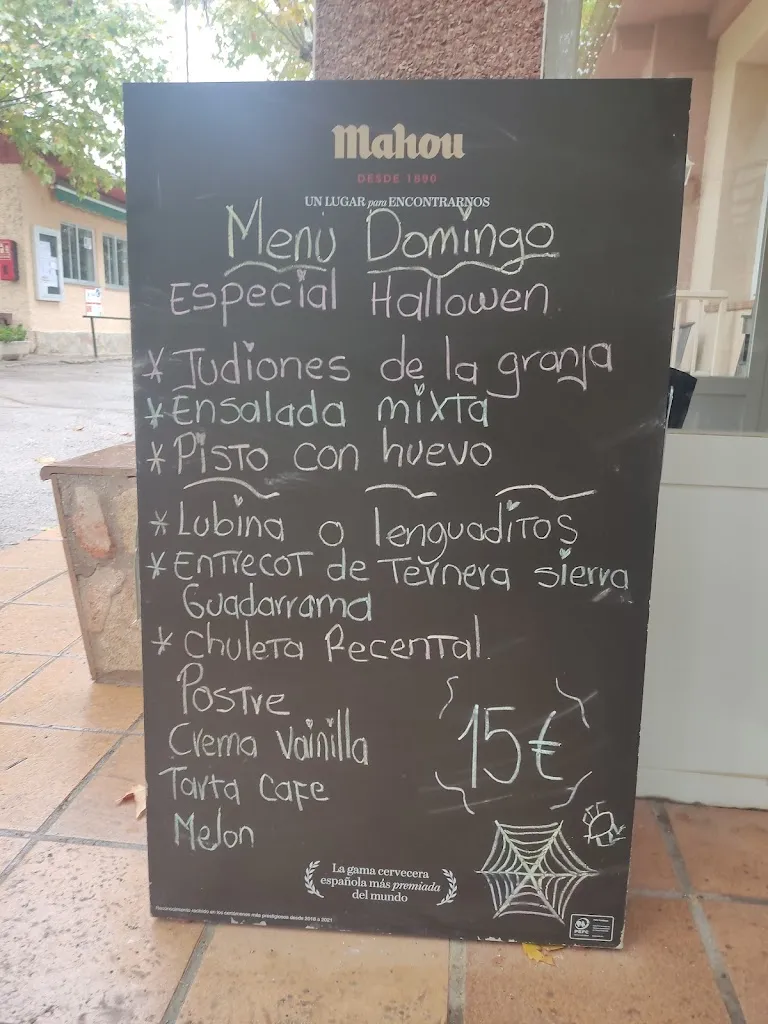 Mahou
DESDE 1890
UN LUGAR para ENCONTRARNOS
Menú Domingo
Especial Hallowen
* Judiones de la granja
* Ensalada mixta
* Pisto con huevo
* Lubina o lenguaditos
* Entrecot de Ternera sierra
Guadarrama
* Chuleta Recental.
Postre
Crema Vainilla
Tarta Cafe
Melon
15€
La gama cervecera
española más premiada
del mundo
PEFC